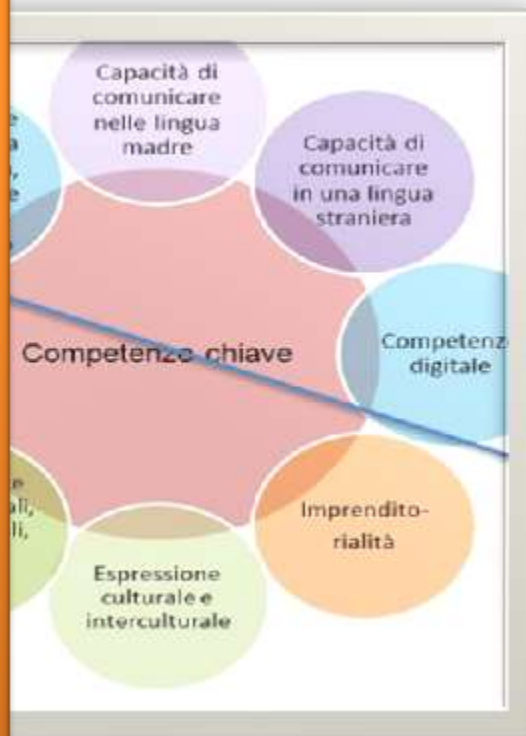 Capacità di
comunicare
nelle lingua
madre
Capacità di
comunicare
in una lingua
straniera
Competenze chiave
digitale
Imprendito-
rialità
Espressione
culturale e
interculturale